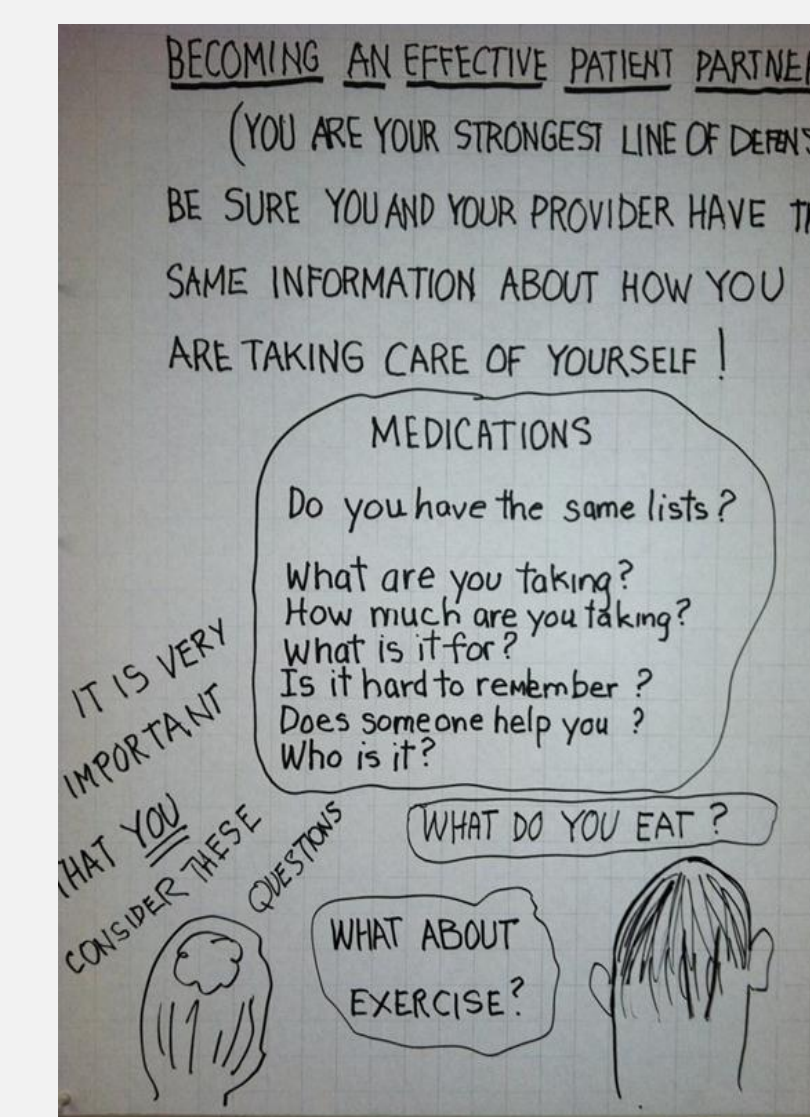 BECOMING AN EFFECTIVE PATIENT PARTNER
(YOU ARE YOUR STRONGEST LINE OF DEFENS
BE SURE YOU AND YOUR PROVIDER HAVE TH
SAME INFORMATION ABOUT HOW YOU
ARE TAKING CARE OF YOURSELF!
MEDICATIONS
Do you have the same lists?
What are you taking?
How much are you taking?
What is it for?
Is it hard to remember?
Does someone help you?
Who is it?
IT IS VERY
IMPORTANT
THAT YOU
CONSIDER THESE
QUESTIONS
WHAT DO YOU EAT?
WHAT ABOUT
EXERCISE?